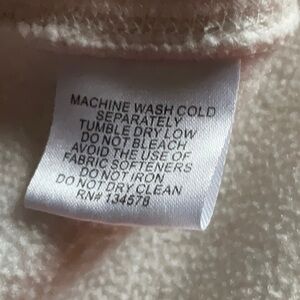 MACHINE WASH COLD
SEPARATELY
TUMBLE DRY LOW
DO NOT BLEACH
AVOID THE USE OF
FABRIC SOFTENERS
DO NOT IRON
DO NOT DRY CLEAN
RN# 134578